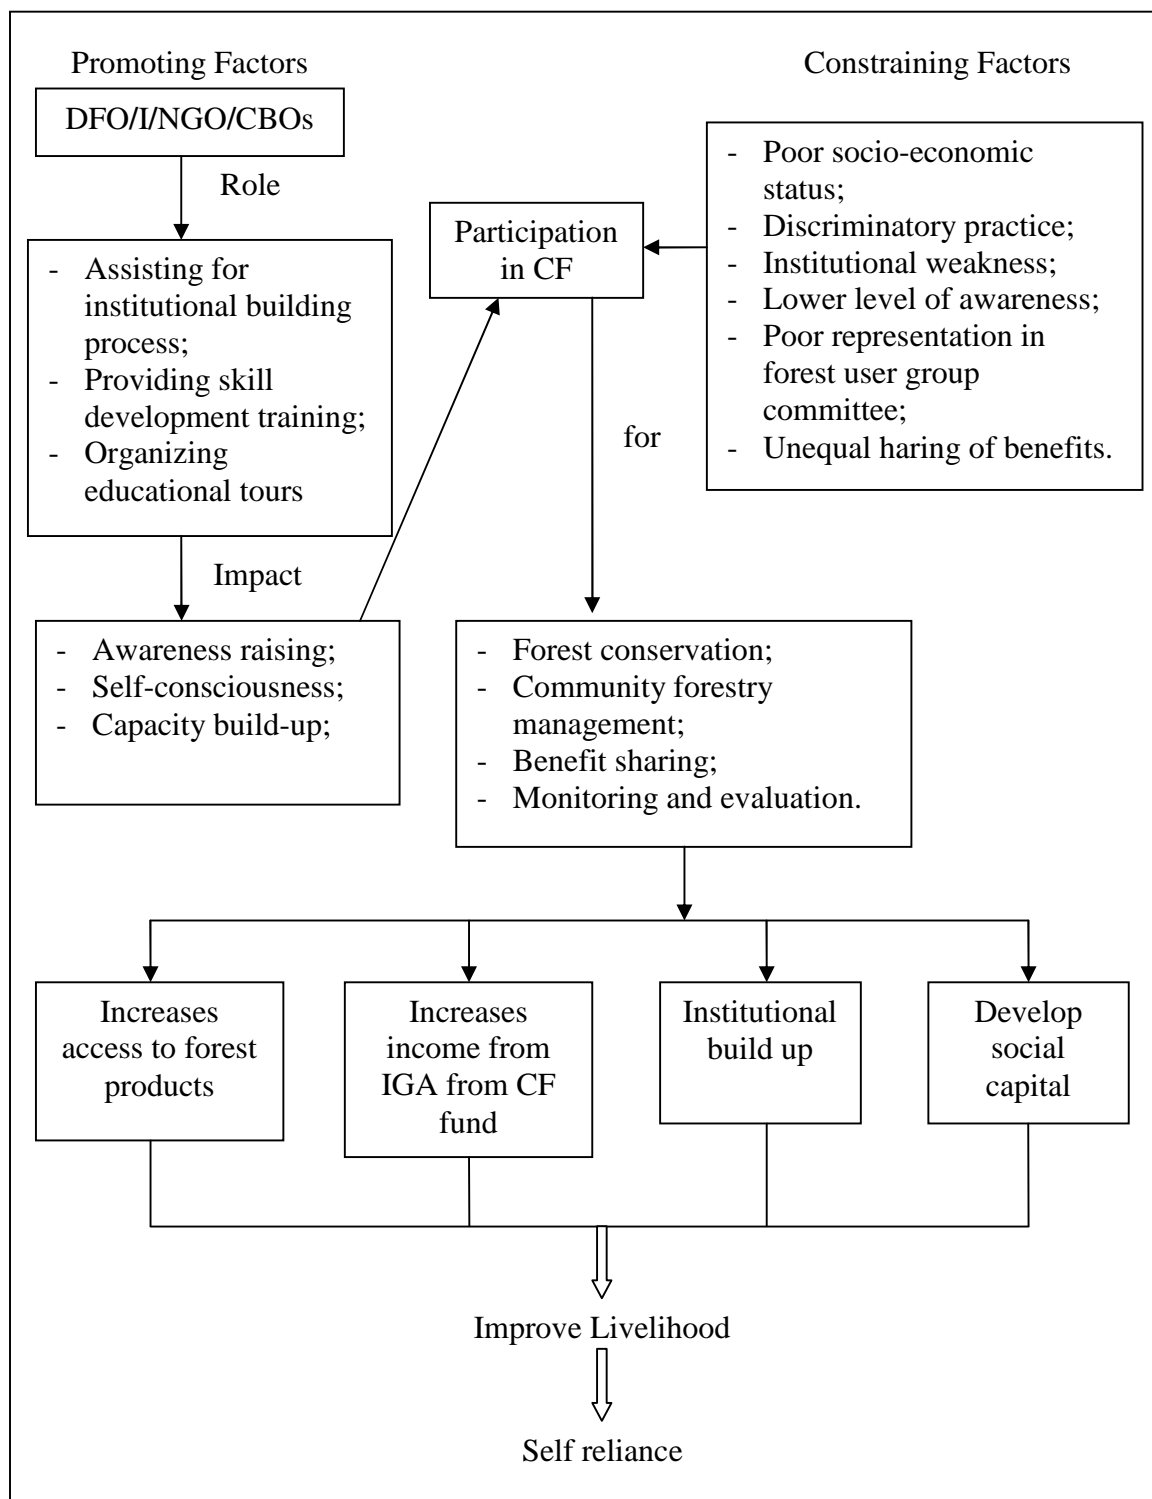 Promoting Factors
DFO/I/NGO/CBOs
Role
- Assisting for
institutional building
process;
- Providing skill
development training;
- Organizing
educational tours
Impact
- Awareness raising;
- Self-consciousness;
- Capacity build-up;
Participation
in CF
Constraining Factors
- Poor socio-economic
status;
- Discriminatory practice;
- Institutional weakness;
- Lower level of awareness;
- Poor representation in
forest user group
committee;
- Unequal haring of benefits.
for
- Forest conservation;
- Community forestry
management;
- Benefit sharing;
- Monitoring and evaluation.
Increases
access to forest
products
Increases
income from
IGA from CF
fund
Institutional
build up
Develop
social
capital
Improve Livelihood
Self reliance